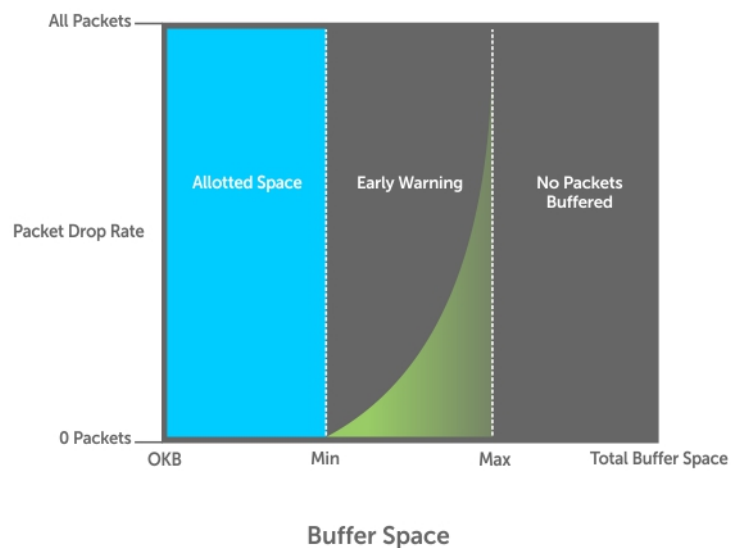 All Packets
Allotted Space
Early Warning
No Packets
Buffered
Packet Drop Rate
0 Packets
OKB
Min
Max
Total Buffer Space
Buffer Space